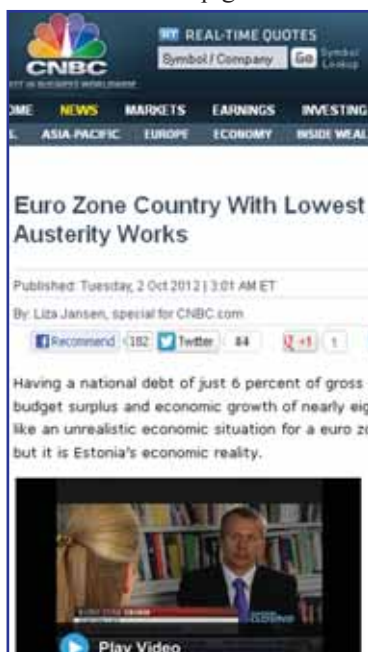 RT REAL-TIME QUOTES
CNBC
Symbol / Company Go Symbol Lookup
OME NEWS MARKETS EARNINGS INVESTING
ASIA-PACIFIC EUROPE ECONOMY INSIDE WEAL
Euro Zone Country With Lowest
Austerity Works
Published: Tuesday, 2 Oct 2012 | 3:01 AM ET
By: Liza Jansen, special for CNBC.com
Recommend 182 Twitter 84 +1 1
Having a national debt of just 6 percent of gross
budget surplus and economic growth of nearly eig
like an unrealistic economic situation for a euro zo
but it is Estonia's economic reality.
Play Video